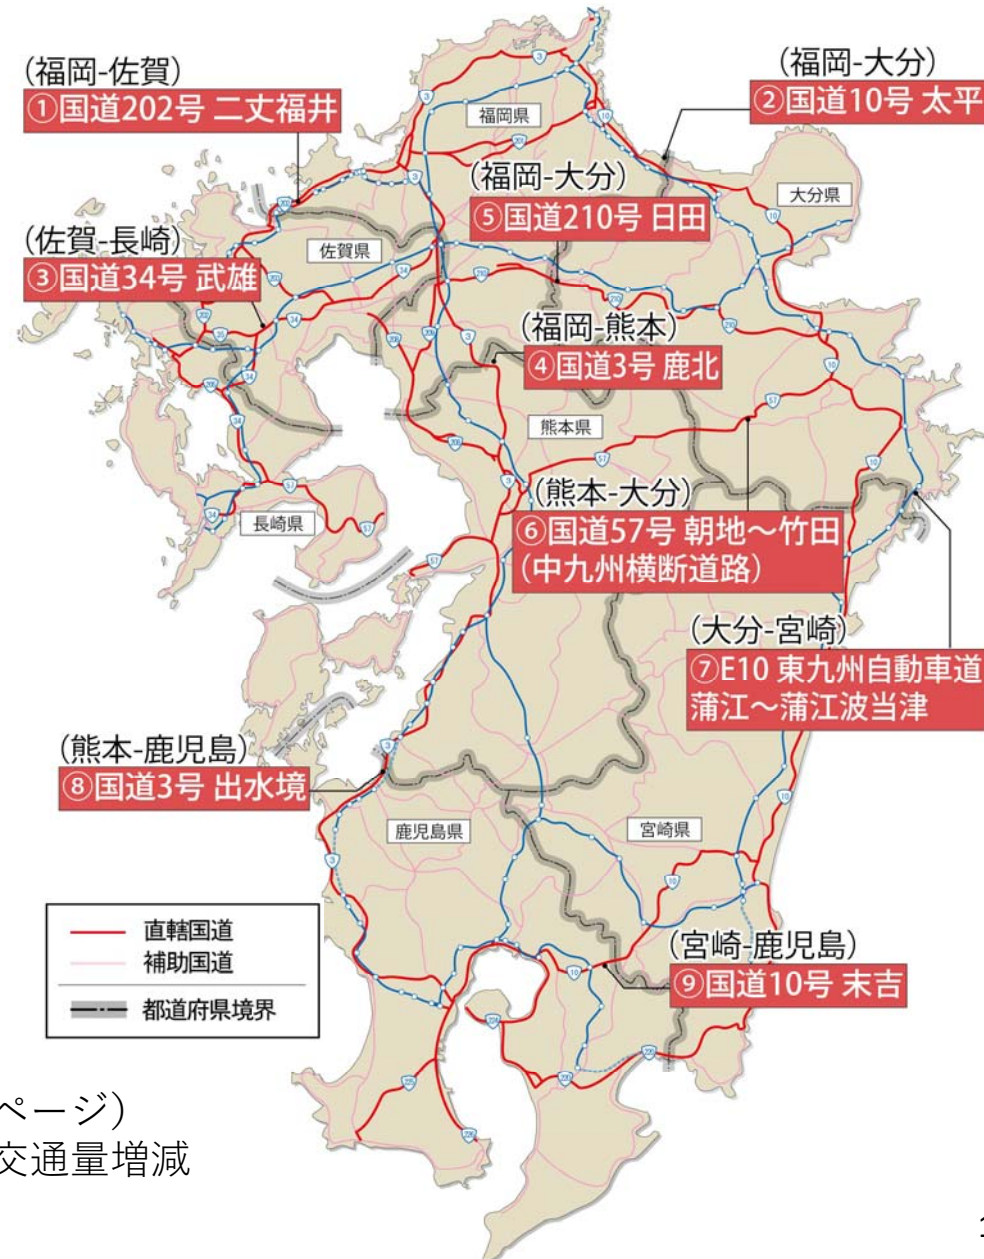 (福岡-佐賀)
①国道202号 二丈福井
(福岡-大分)
②国道10号 太平
福岡県
(福岡-大分)
⑤国道210号 日田
大分県
(佐賀-長崎)
③国道34号 武雄
佐賀県
(福岡-熊本)
④国道3号 鹿北
熊本県
(熊本-大分)
⑥国道57号 朝地～竹田
(中九州横断道路)
長崎県
(大分-宮崎)
⑦E10 東九州自動車道
蒲江～蒲江波当津
(熊本-鹿児島)
⑧国道3号 出水境
鹿児島県
宮崎県
直轄国道
補助国道
都道府県境界
(宮崎-鹿児島)
⑨国道10号 末吉
ページ）
交通量増減